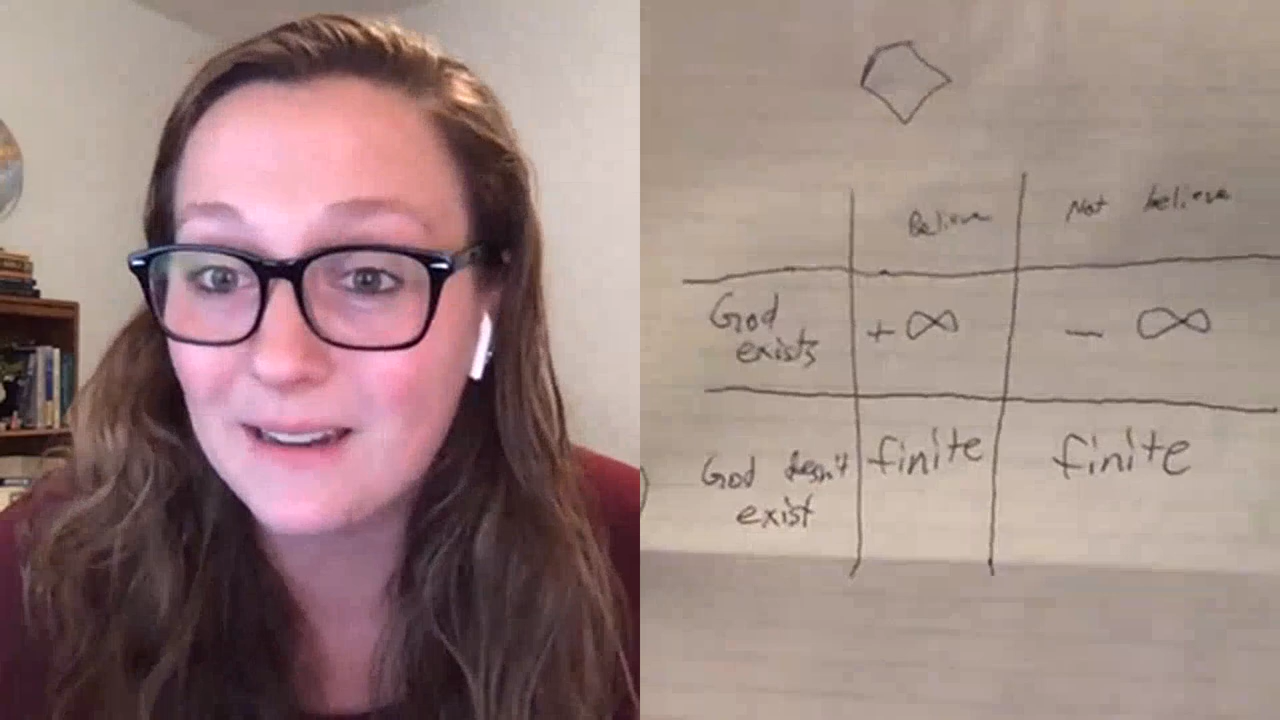 Believe Not believe
God
exists
+ ∞ - ∞
God doesn't
exist
finite finite